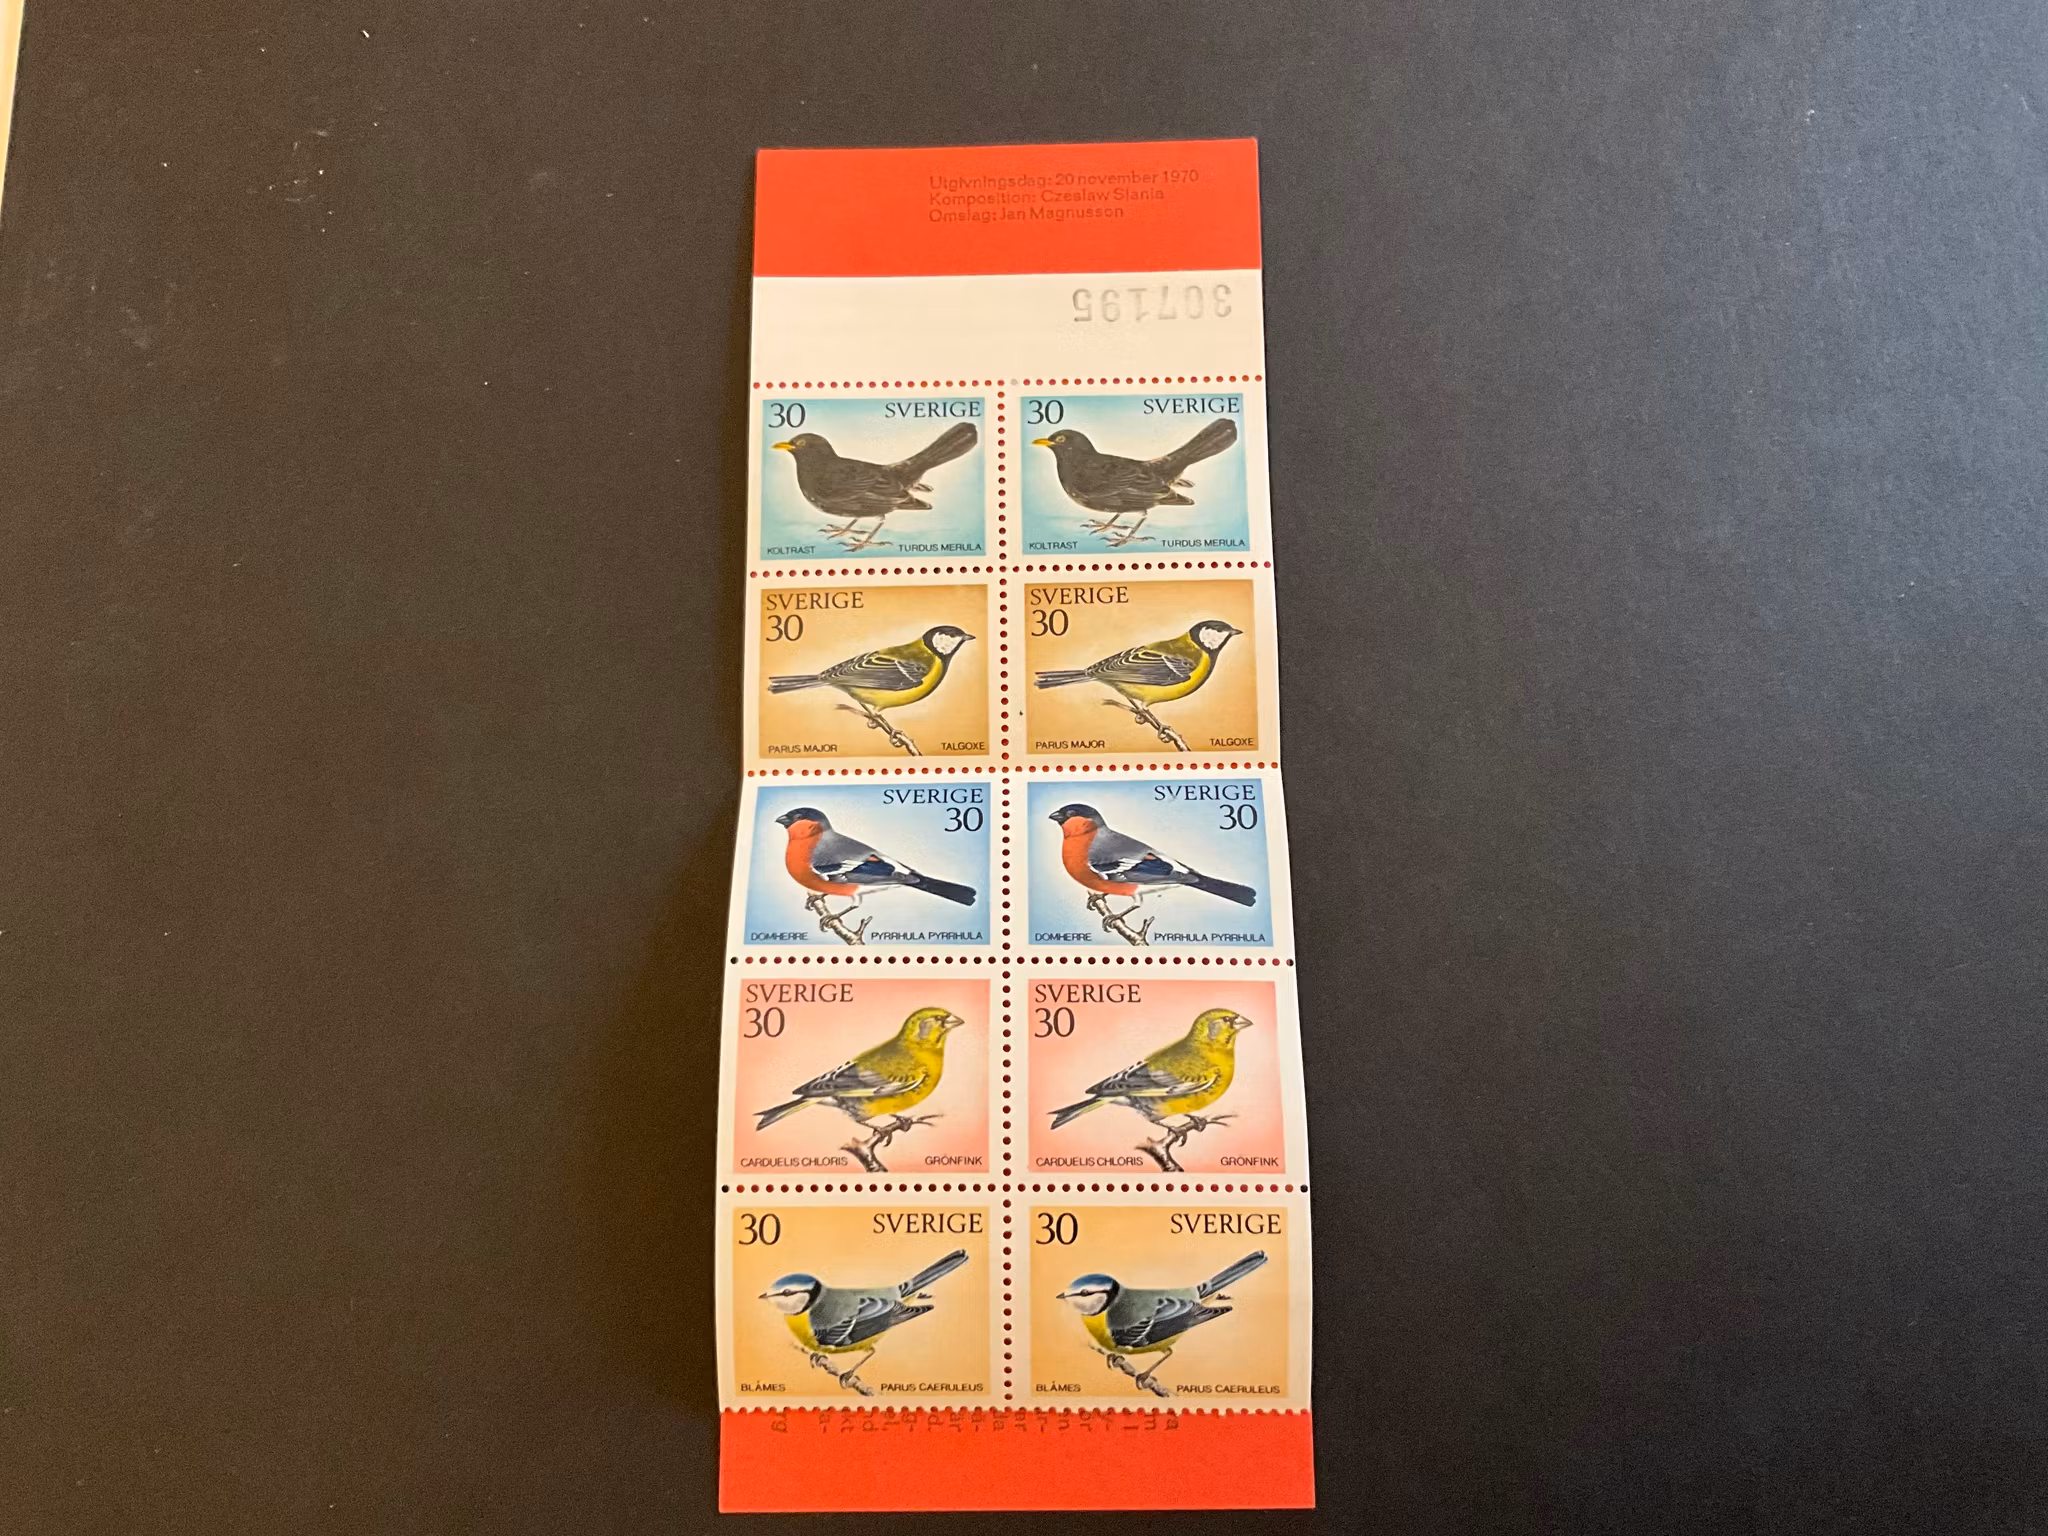 Utgivningsdag: 20 november 1970
Komposition: Czeslaw Slania
Omslag: Jan Magnusson
307195
30 SVERIGE
KOLTRAST TURDUS MERULA
30 SVERIGE
KOLTRAST TURDUS MERULA
SVERIGE
30
PARUS MAJOR TALGOXE
SVERIGE
30
PARUS MAJOR TALGOXE
SVERIGE
30
DOMHERRE PYRRHULA PYRRHULA
SVERIGE
30
DOMHERRE PYRRHULA PYRRHULA
SVERIGE
30
CARDUELIS CHLORIS GRÖNFINK
SVERIGE
30
CARDUELIS CHLORIS GRÖNFINK
30 SVERIGE
BLÅMES PARUS CAERULEUS
30 SVERIGE
BLÅMES PARUS CAERULEUS